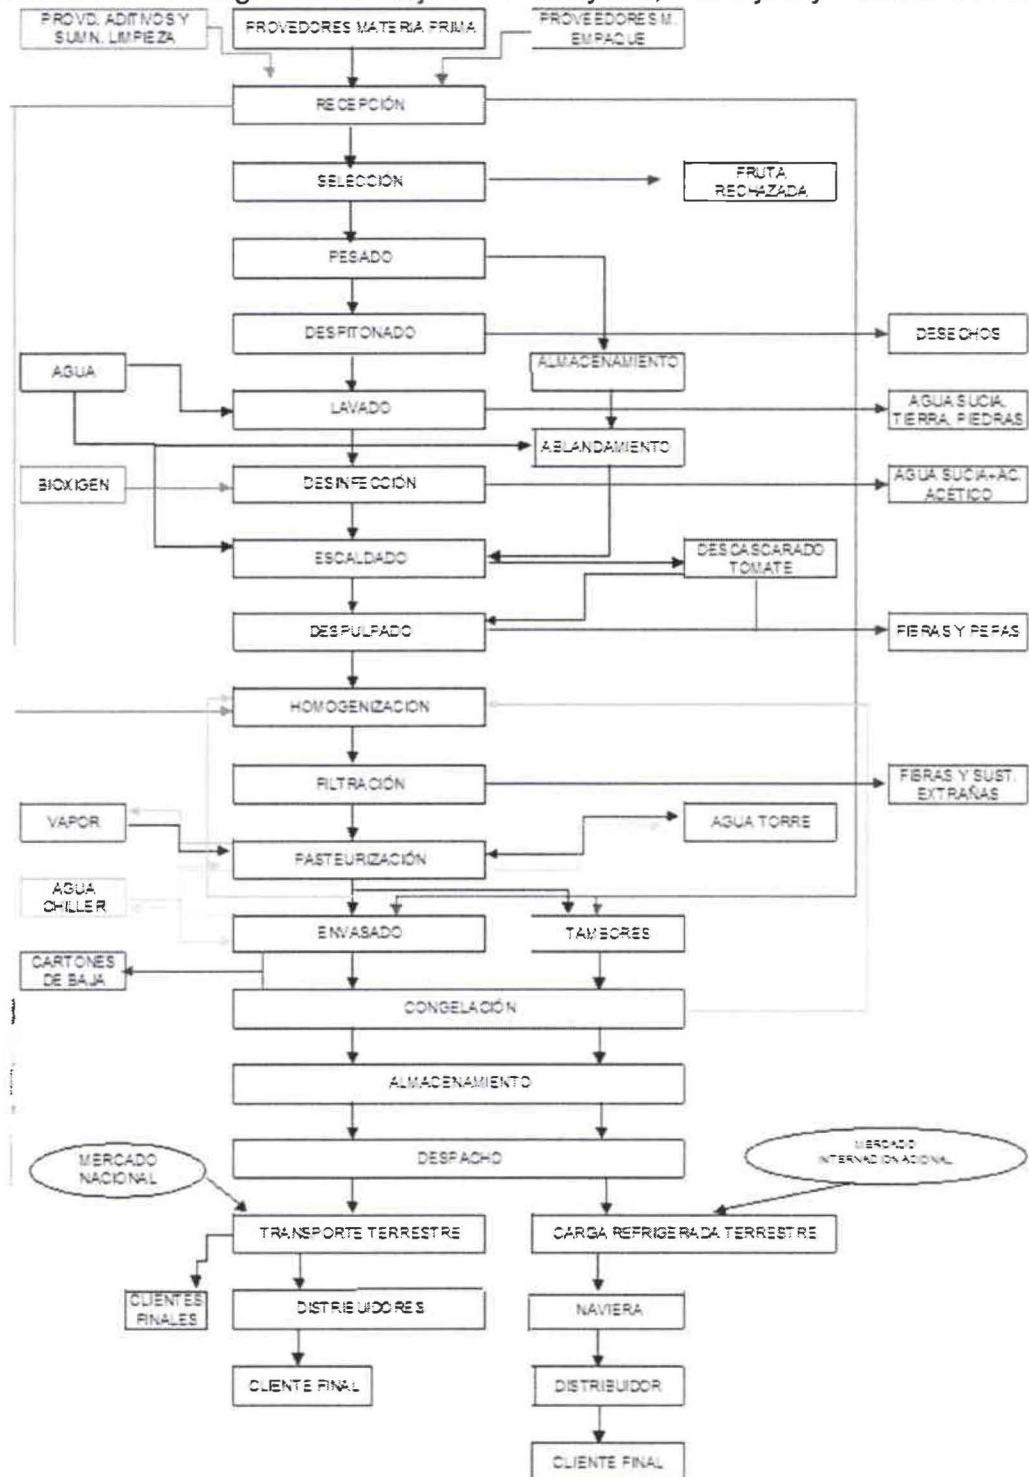 PROVD. ADITIVOS Y
SUMN. LIMPIEZA
PROVEDORES MATERIA PRIMA
PROVEEDORES M.
EMPAQUE
RECEPCIÓN
SELECCIÓN
FRUTA
RECHAZADA
PESADO
DESPITONADO
DESECHOS
AGUA
ALMACENAMIENTO
LAVADO
AGUA SUCIA,
TIERRA, PIEDRAS
ABLANDAMIENTO
BIOXIGEN
DESINFECCIÓN
AGUA SUCIA+AC.
ACÉTICO
ESCALDADO
DESCASCARADO
TOMATE
DESPULPADO
FIBRAS Y PEPAS
HOMOGENIZACION
FILTRACIÓN
FIBRAS Y SUST.
EXTRAÑAS
VAPOR
AGUA TORRE
PASTEURIZACIÓN
AGUA
CHILLER
ENVASADO
TAMBORES
CARTONES
DE BAJA
CONGELACIÓN
ALMACENAMIENTO
DESPACHO
MERCADO
NACIONAL
MERCADO
INTERNACIONACIONAL
TRANSPORTE TERRESTRE
CARGA REFRIGERADA TERRESTRE
CLIENTES
FINALES
DISTRIBUIDORES
NAVIERA
CLIENTE FINAL
DISTRIBUIDOR
CLIENTE FINAL